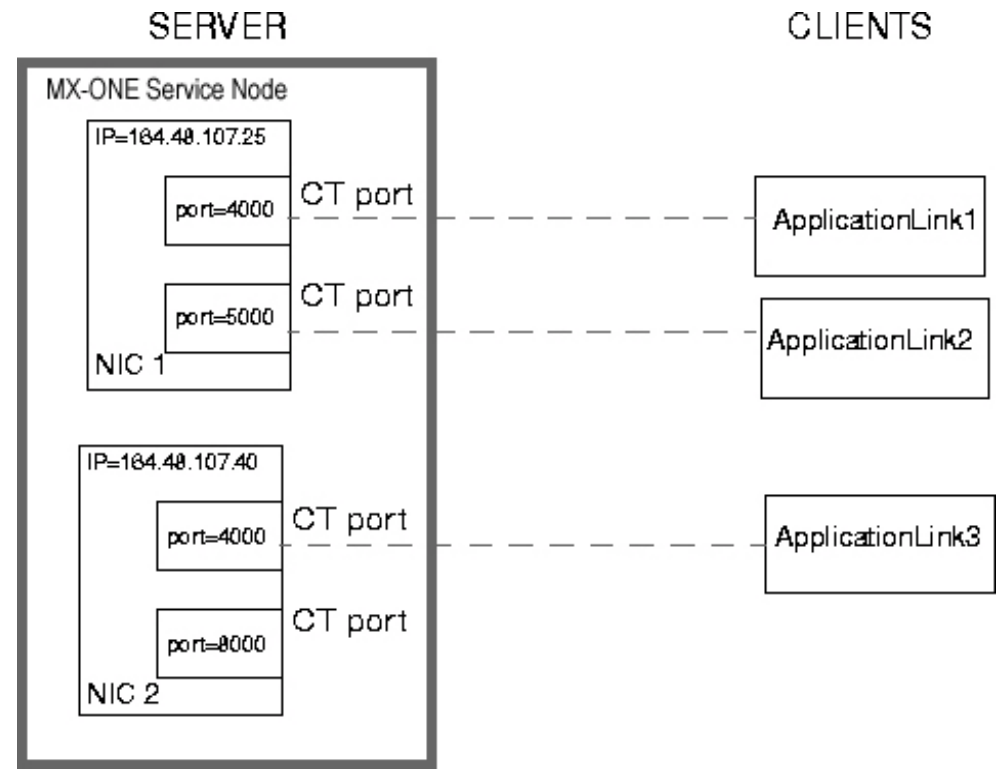 SERVER
CLIENTS
MX-ONE Service Node
IP=164.48.107.25
port=4000
CT port
ApplicationLink1
port=5000
CT port
ApplicationLink2
NIC 1
IP=164.48.107.40
port=4000
CT port
ApplicationLink3
port=8000
CT port
NIC 2